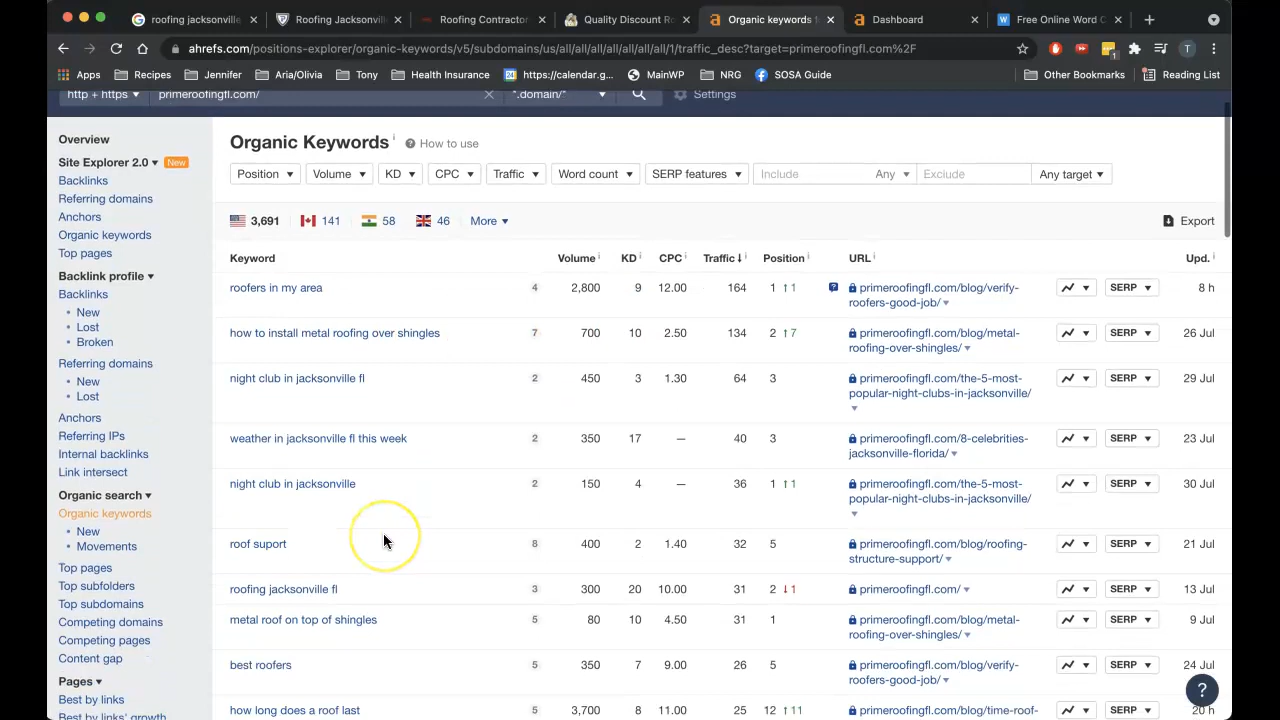 roofing jacksonville
Roofing Jacksonvill
Roofing Contractor
Quality Discount Ro
Organic keywords f
Dashboard
Free Online Word C
ahrefs.com/positions-explorer/organic-keywords/v5/subdomains/us/all/all/all/all/all/all/all/1/traffic_desc?target=primeroofingfl.com%2F
Apps Recipes Jennifer Aria/Olivia Tony Health Insurance https://calendar.g... MainWP NRG SOSA Guide Other Bookmarks Reading List
http + https primeroofingfl.com/ *.domain/* Settings
Overview
Site Explorer 2.0 New
Backlinks
Referring domains
Anchors
Organic keywords
Top pages
Backlink profile
Backlinks
• New
• Lost
• Broken
Referring domains
• New
• Lost
Anchors
Referring IPs
Internal backlinks
Link intersect
Organic search
Organic keywords
• New
• Movements
Top pages
Top subfolders
Top subdomains
Competing domains
Competing pages
Content gap
Pages
Best by links
Best by links' growth
Organic Keywords i ? How to use
Position Volume KD CPC Traffic Word count SERP features Include Any Exclude Any target
3,691 141 58 46 More Export
Keyword Volume KD CPC Traffic Position URL Upd.
roofers in my area 4 2,800 9 12.00 164 1 ↑1 primeroofingfl.com/blog/verify- SERP 8 h
roofers-good-job/
how to install metal roofing over shingles 7 700 10 2.50 134 2 ↑7 primeroofingfl.com/blog/metal- SERP 26 Jul
roofing-over-shingles/
night club in jacksonville fl 2 450 3 1.30 64 3 primeroofingfl.com/the-5-most- SERP 29 Jul
popular-night-clubs-in-jacksonville/
weather in jacksonville fl this week 2 350 17 — 40 3 primeroofingfl.com/8-celebrities- SERP 23 Jul
jacksonville-florida/
night club in jacksonville 2 150 4 — 36 1 ↑1 primeroofingfl.com/the-5-most- SERP 30 Jul
popular-night-clubs-in-jacksonville/
roof suport 8 400 2 1.40 32 5 primeroofingfl.com/blog/roofing- SERP 21 Jul
structure-support/
roofing jacksonville fl 3 300 20 10.00 31 2 ↓1 primeroofingfl.com/ SERP 13 Jul
metal roof on top of shingles 5 80 10 4.50 31 1 primeroofingfl.com/blog/metal- SERP 9 Jul
roofing-over-shingles/
best roofers 5 350 7 9.00 26 5 primeroofingfl.com/blog/verify- SERP 24 Jul
roofers-good-job/
how long does a roof last 5 3,700 8 11.00 25 12 ↑11 primeroofingfl.com/blog/time-roof- SERP 20 h
?